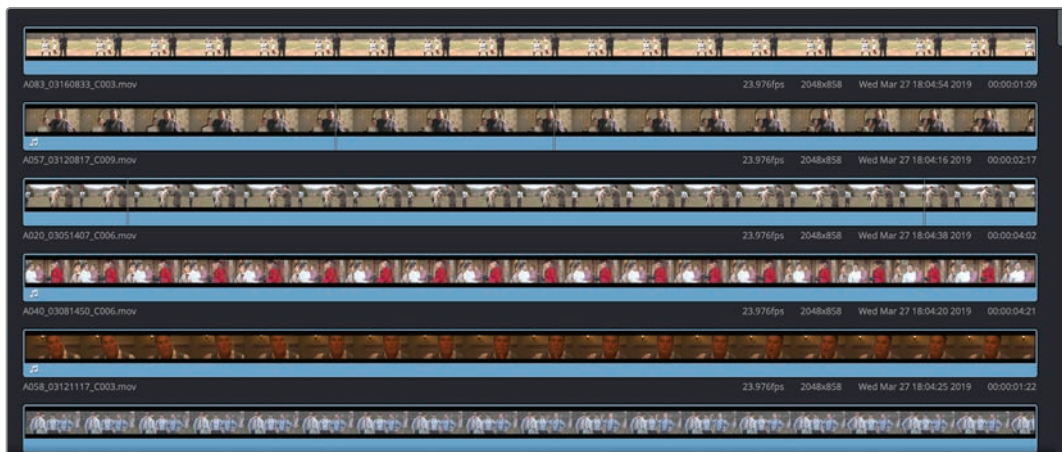 A083_03160833_C003.mov 23.976fps 2048x858 Wed Mar 27 18:04:54 2019 00:00:01:09
A057_03120817_C009.mov 23.976fps 2048x858 Wed Mar 27 18:04:16 2019 00:00:02:17
A020_03051407_C006.mov 23.976fps 2048x858 Wed Mar 27 18:04:38 2019 00:00:04:02
A040_03081450_C006.mov 23.976fps 2048x858 Wed Mar 27 18:04:20 2019 00:00:04:21
A058_03121117_C003.mov 23.976fps 2048x858 Wed Mar 27 18:04:25 2019 00:00:01:22